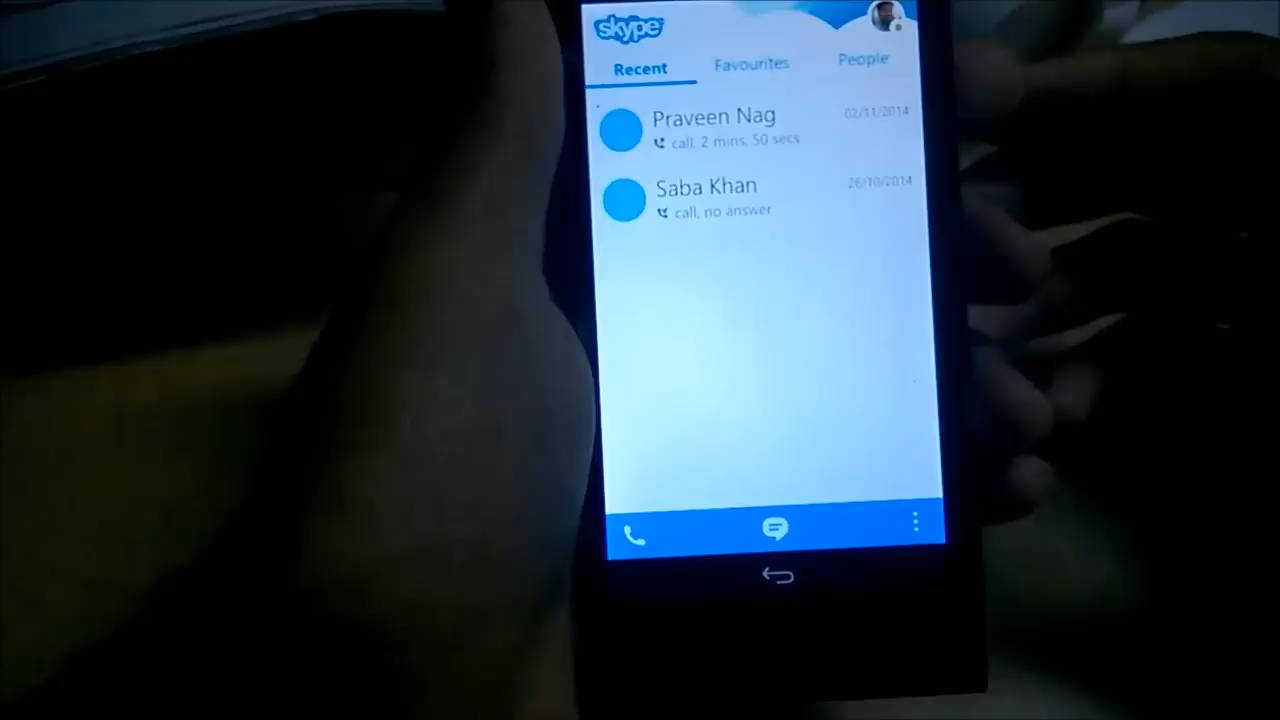 skype
Recent Favourites People
Praveen Nag 02/11/2014
call, 2 mins, 50 secs
Saba Khan 26/10/2014
call, no answer